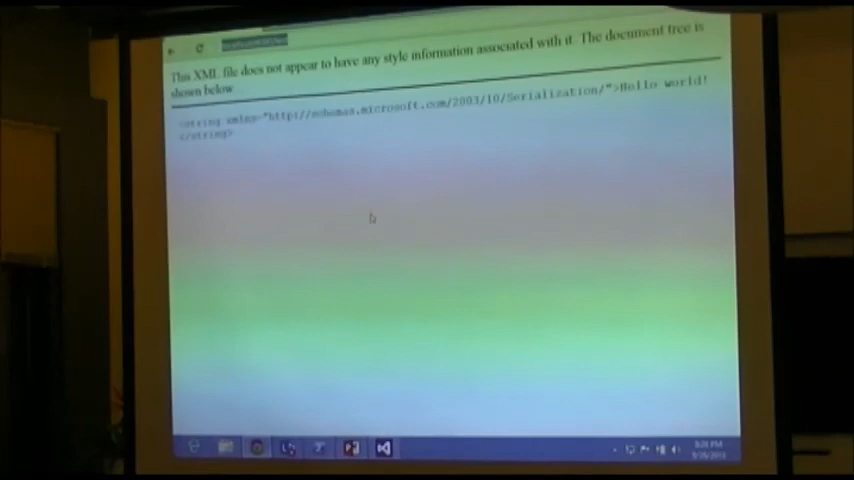 This XML file does not appear to have any style information associated with it. The document tree is
shown below.
<string xmlns="http://schemas.microsoft.com/2003/10/Serialization/">Hello world!
</string>